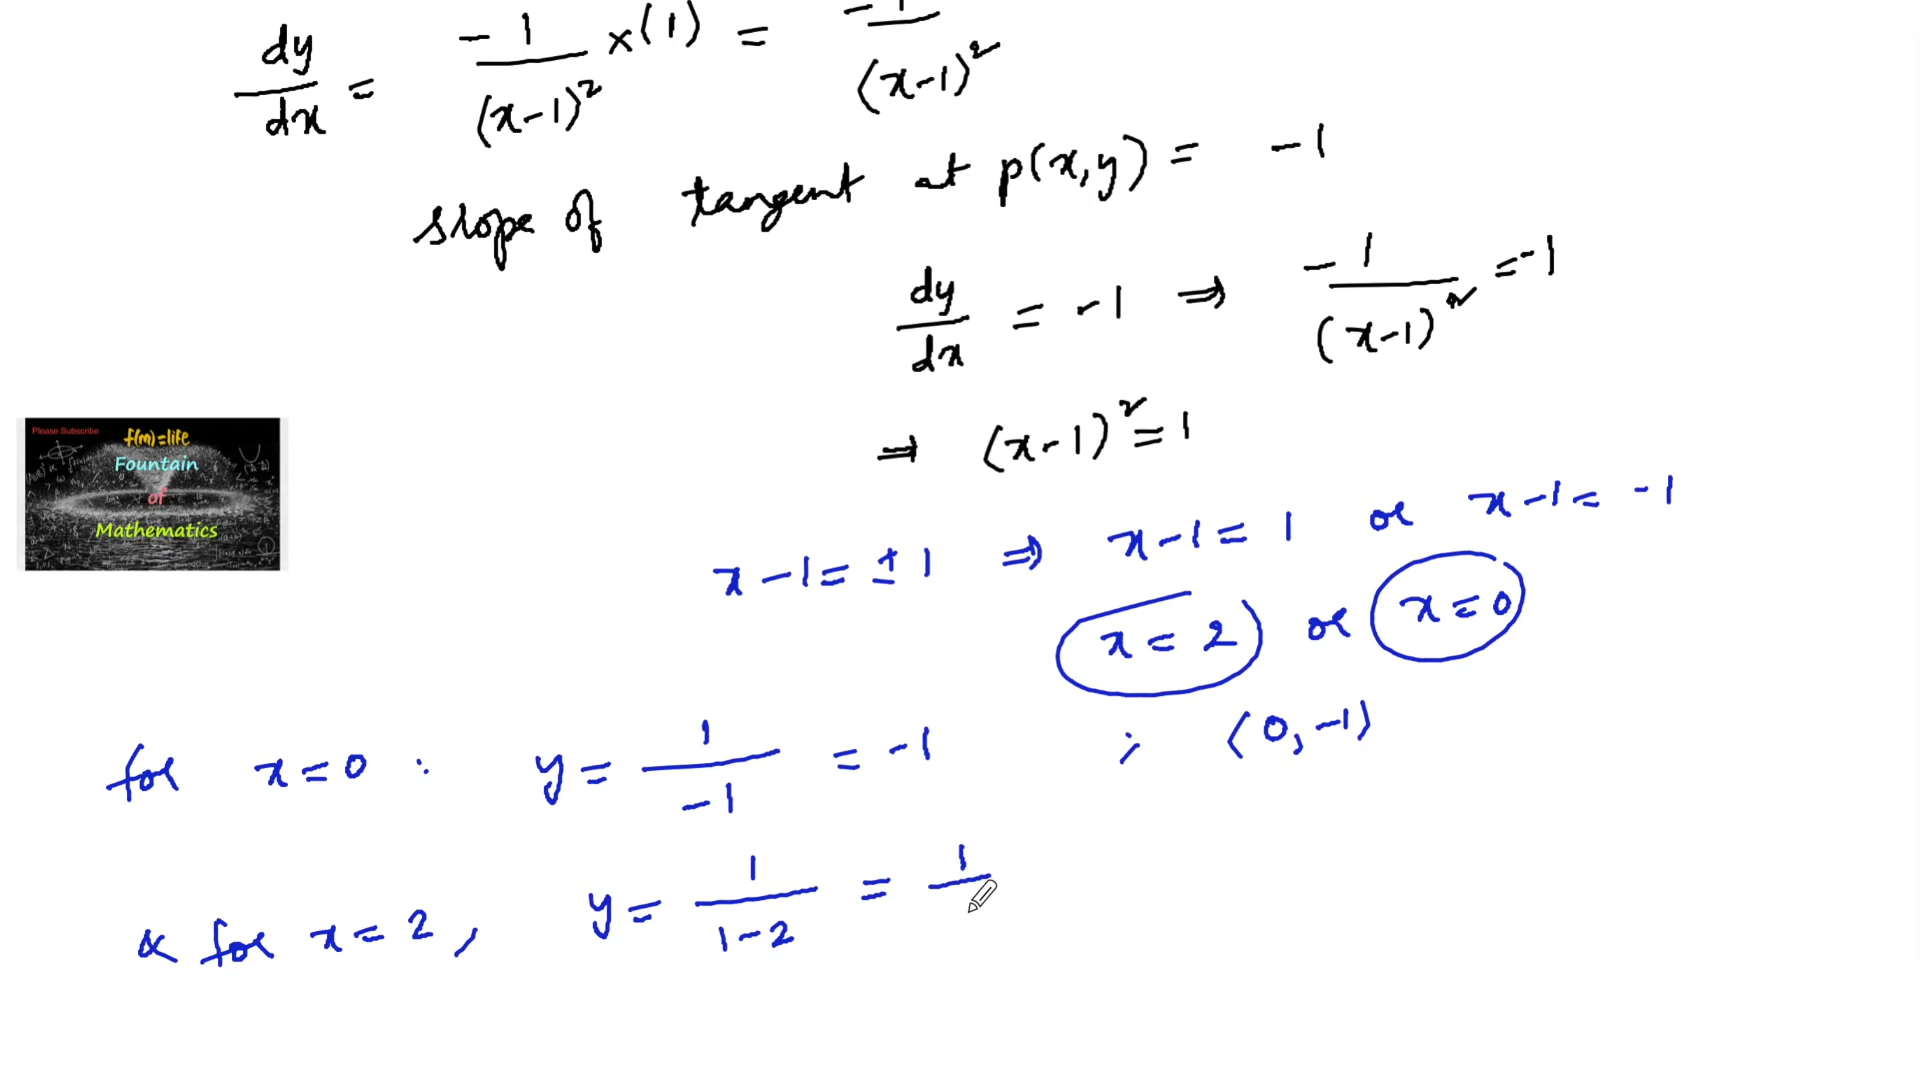 dy/dx = -1/(x-1)² × (1) = -1/(x-1)²
slope of tangent at p(x,y) = -1
dy/dx = -1 ⇒ -1/(x-1)² = -1
⇒ (x-1)² = 1
x-1 = ±1 ⇒ x-1 = 1 or x-1 = -1
x = 2 or x = 0
for x=0 : y = 1/-1 = -1 ; (0,-1)
& for x=2, y = 1/1-2 = 1/
Please Subscribe
f(m)=life
Fountain
of
Mathematics